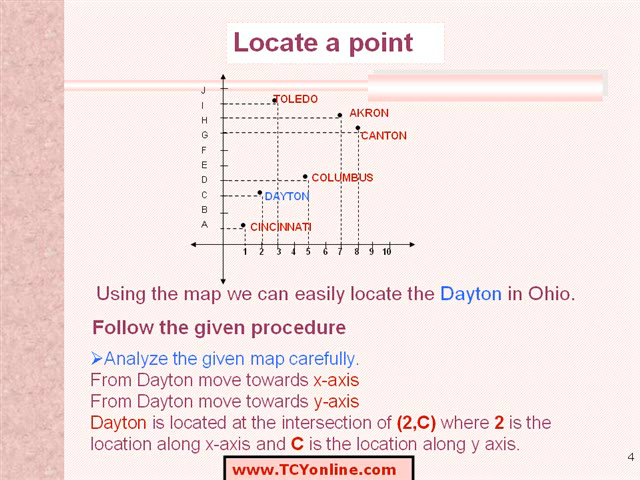 Locate a point
J
I
H
G
F
E
D
C
B
A
TOLEDO
AKRON
CANTON
COLUMBUS
DAYTON
CINCINNATI
1 2 3 4 5 6 7 8 9 10
Using the map we can easily locate the Dayton in Ohio.
Follow the given procedure
➢Analyze the given map carefully.
From Dayton move towards x-axis
From Dayton move towards y-axis
Dayton is located at the intersection of (2,C) where 2 is the
location along x-axis and C is the location along y axis.
4
www.TCYonline.com